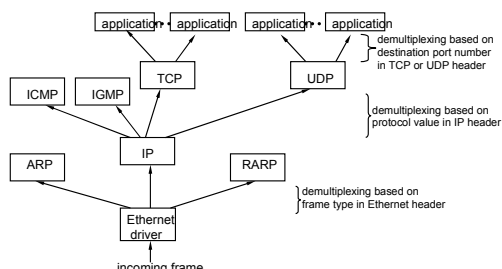 application•• application application•• application
demultiplexing based on
destination port number
in TCP or UDP header
TCP UDP
ICMP IGMP
demultiplexing based on
protocol value in IP header
IP
ARP RARP
demultiplexing based on
frame type in Ethernet header
Ethernet
driver
incoming frame